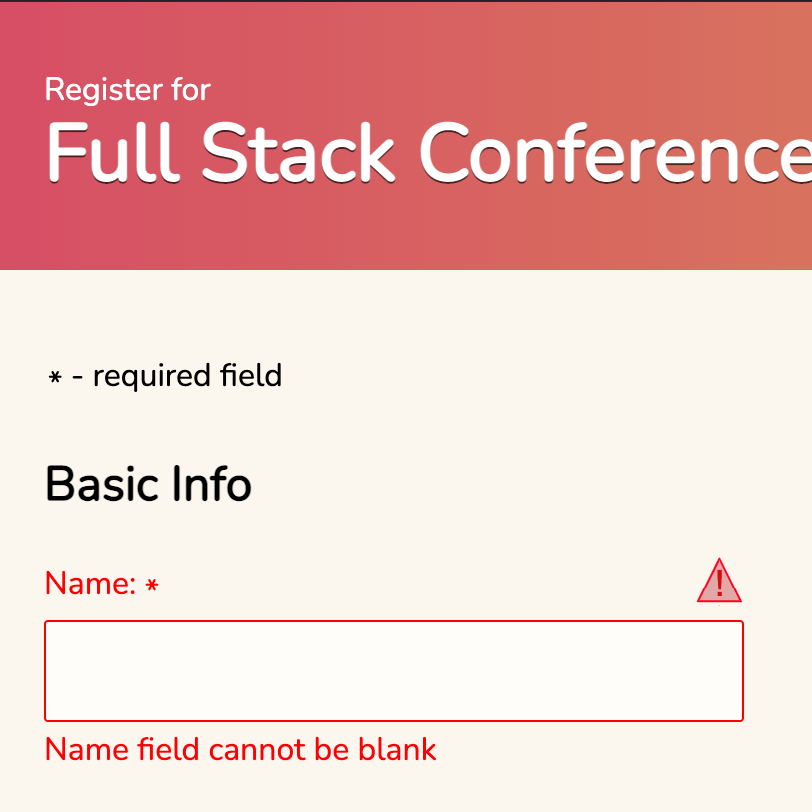 Register for
Full Stack Conference
* - required field
Basic Info
Name: *
!
Name field cannot be blank